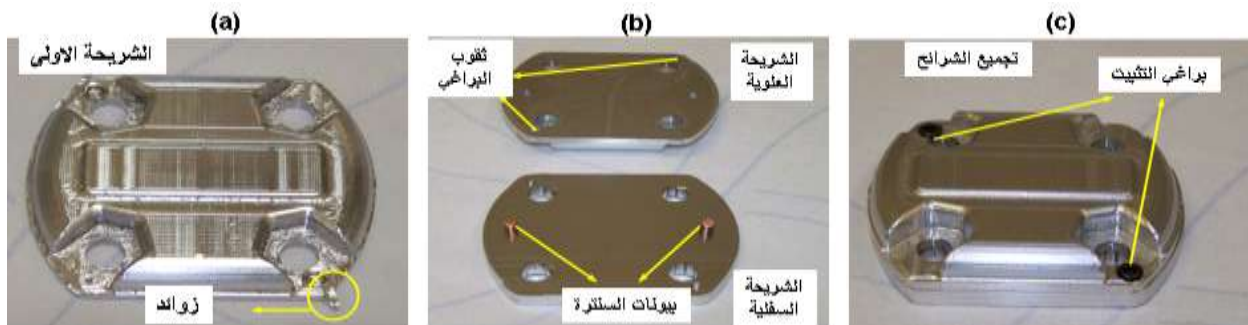 (a)
الشريحة الاولى
زوائد
(b)
ثقوب
البراغي
الشريحة
العلوية
بيونات السنترة
الشريحة
السفلية
(c)
تجميع الشرائح
براغي التثبيت